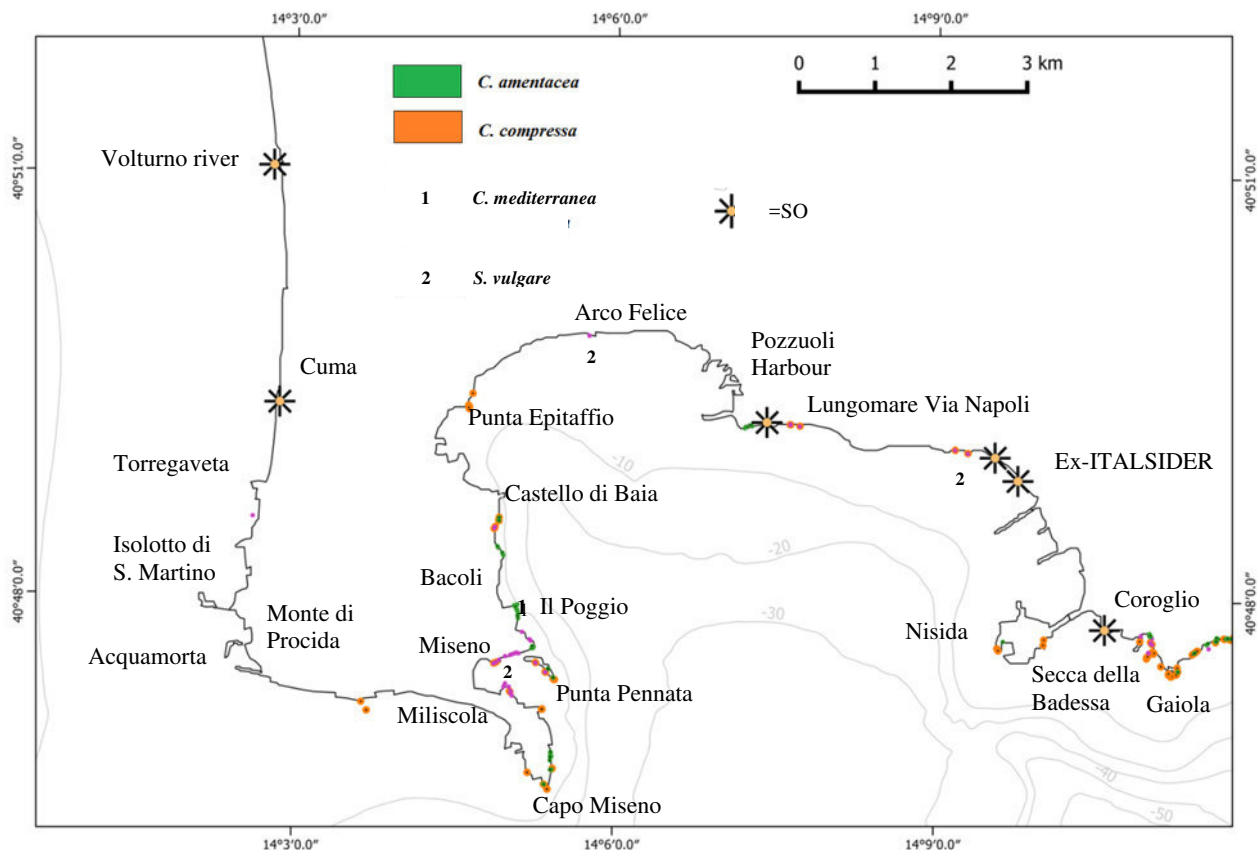 14°3'0.0″
14°6'0.0″
14°9'0.0″
0 1 2 3 km
C. amentacea
C. compressa
Volturno river
40°51'0.0″
40°51'0.0″
1 C. mediterranea
=SO
2 S. vulgare
Arco Felice
2
Pozzuoli
Harbour
Cuma
Lungomare Via Napoli
Punta Epitaffio
Torregaveta
-10
2
Ex-ITALSIDER
Castello di Baia
Isolotto di
S. Martino
-20
Bacoli
40°48'0.0″
40°48'0.0″
1 Il Poggio
-30
Coroglio
Monte di
Procida
Nisida
Miseno
Acquamorta
2
Punta Pennata
Secca della
Badessa
Gaiola
Miliscola
-40
Capo Miseno
-50
14°3'0.0″
14°6'0.0″
14°9'0.0″